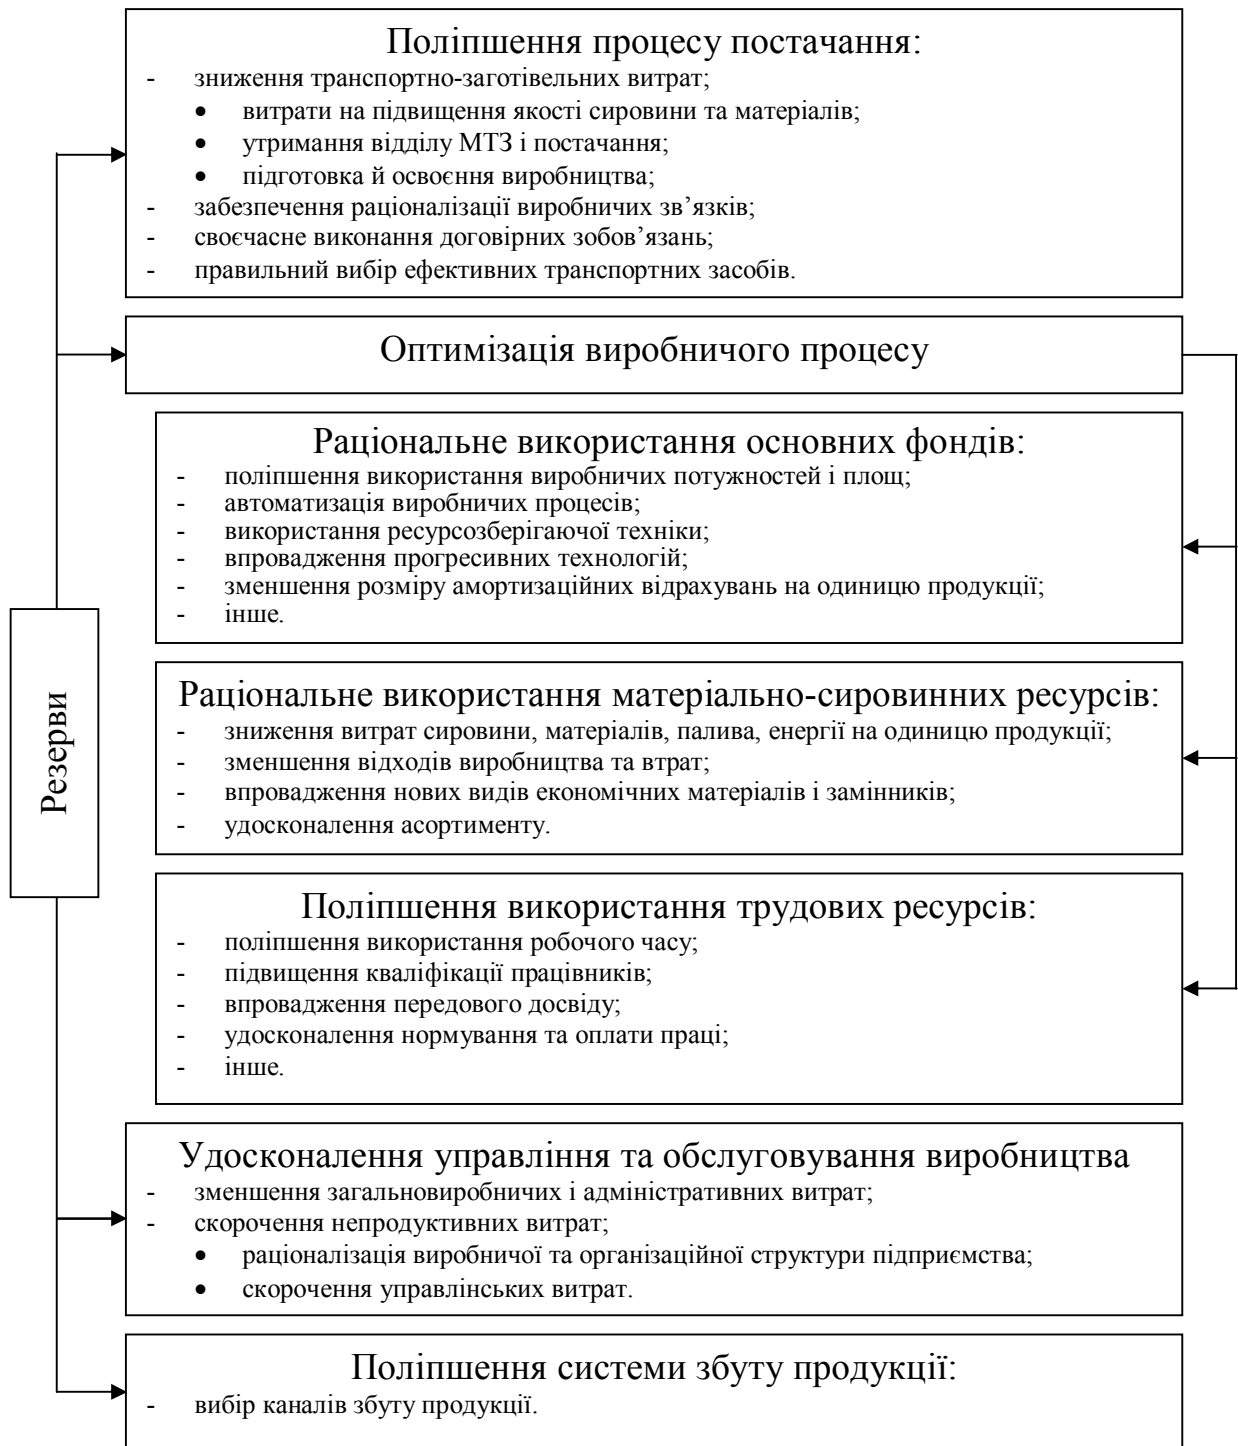 Поліпшення процесу постачання:
- зниження транспортно-заготівельних витрат;
• витрати на підвищення якості сировини та матеріалів;
• утримання відділу МТЗ і постачання;
• підготовка й освоєння виробництва;
- забезпечення раціоналізації виробничих зв’язків;
- своєчасне виконання договірних зобов’язань;
- правильний вибір ефективних транспортних засобів.
Оптимізація виробничого процесу
Раціональне використання основних фондів:
- поліпшення використання виробничих потужностей і площ;
- автоматизація виробничих процесів;
- використання ресурсозберігаючої техніки;
- впровадження прогресивних технологій;
- зменшення розміру амортизаційних відрахувань на одиницю продукції;
- інше.
Резерви
Раціональне використання матеріально-сировинних ресурсів:
- зниження витрат сировини, матеріалів, палива, енергії на одиницю продукції;
- зменшення відходів виробництва та втрат;
- впровадження нових видів економічних матеріалів і замінників;
- удосконалення асортименту.
Поліпшення використання трудових ресурсів:
- поліпшення використання робочого часу;
- підвищення кваліфікації працівників;
- впровадження передового досвіду;
- удосконалення нормування та оплати праці;
- інше.
Удосконалення управління та обслуговування виробництва
- зменшення загальновиробничих і адміністративних витрат;
- скорочення непродуктивних витрат;
• раціоналізація виробничої та організаційної структури підприємства;
• скорочення управлінських витрат.
Поліпшення системи збуту продукції:
- вибір каналів збуту продукції.